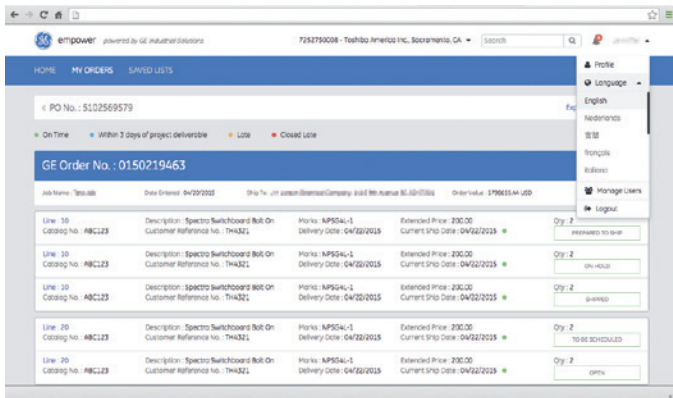 empower powered by GE Industrial Solutions
7252750008 - Toshiba America Inc., Sacramento, CA
Search
HOME MY ORDERS SAVED LISTS
Profile
Language
English
Nederlands
français
italiano
Manage Users
Logout
< PO No. : 5102569579
On Time Within 3 days of project deliverable Late Closed Late
GE Order No. : 0150219463
Job Name : Date Entered : 04/20/2015 Ship To : Order Value : USD
Line : 10 Description : Spectra Switchboard Bolt On Marks : NPSG4L-1 Extended Price : 200.00 Qty : 2
Catalog No. : ABC123 Customer Reference No. : TH4321 Delivery Date : 04/22/2015 Current Ship Date : 04/22/2015 PREPARED TO SHIP
Line : 10 Description : Spectra Switchboard Bolt On Marks : NPSG4L-1 Extended Price : 200.00 Qty : 2
Catalog No. : ABC123 Customer Reference No. : TH4321 Delivery Date : 04/22/2015 Current Ship Date : 04/22/2015 ON HOLD
Line : 10 Description : Spectra Switchboard Bolt On Marks : NPSG4L-1 Extended Price : 200.00 Qty : 2
Catalog No. : ABC123 Customer Reference No. : TH4321 Delivery Date : 04/22/2015 Current Ship Date : 04/22/2015 SHIPPED
Line : 20 Description : Spectra Switchboard Bolt On Marks : NPSG4L-1 Extended Price : 200.00 Qty : 2
Catalog No. : ABC123 Customer Reference No. : TH4321 Delivery Date : 04/22/2015 Current Ship Date : 04/22/2015 TO BE SCHEDULED
Line : 20 Description : Spectra Switchboard Bolt On Marks : NPSG4L-1 Extended Price : 200.00 Qty : 2
Catalog No. : ABC123 Customer Reference No. : TH4321 Delivery Date : 04/22/2015 Current Ship Date : 04/22/2015 OPEN